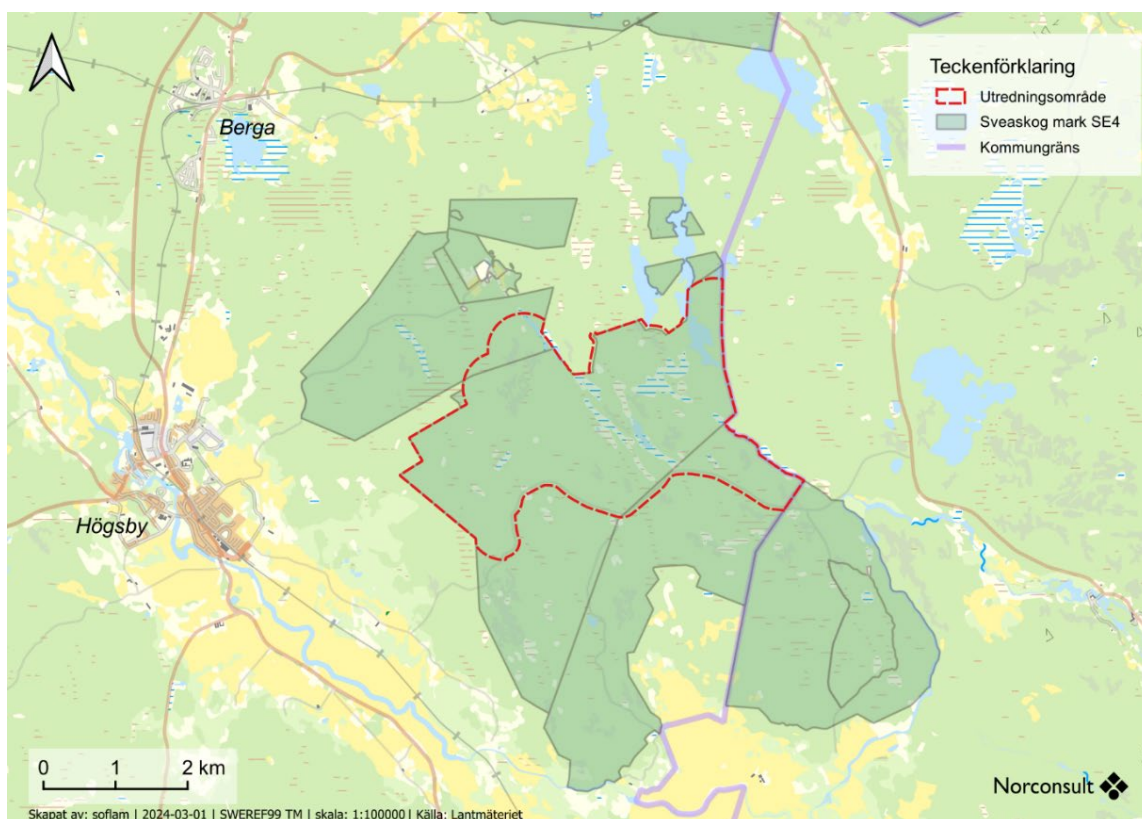 Teckenförklaring
Utredningsområde
Sveaskog mark SE4
Kommungräns
Berga
Högsby
0 1 2 km
Norconsult
Skapat av: soflam | 2024-03-01 | SWEREF99 TM | skala: 1:100000 | Källa: Lantmäteriet